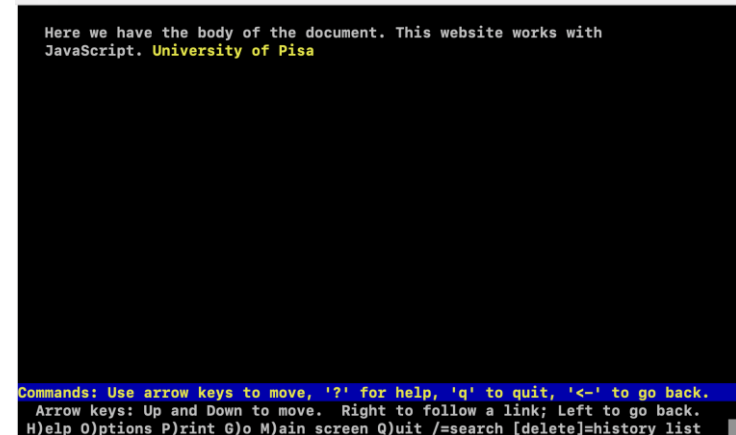 Here we have the body of the document. This website works with
JavaScript. University of Pisa
Commands: Use arrow keys to move, '?' for help, 'q' to quit, '<-' to go back.
Arrow keys: Up and Down to move. Right to follow a link; Left to go back.
H)elp O)ptions P)rint G)o M)ain screen Q)uit /=search [delete]=history list